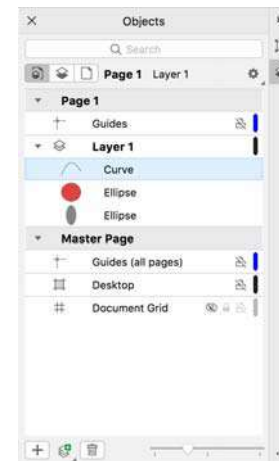 Objects
Search
Page 1 Layer 1
Page 1
Guides
Layer 1
Curve
Ellipse
Ellipse
Master Page
Guides (all pages)
Desktop
Document Grid